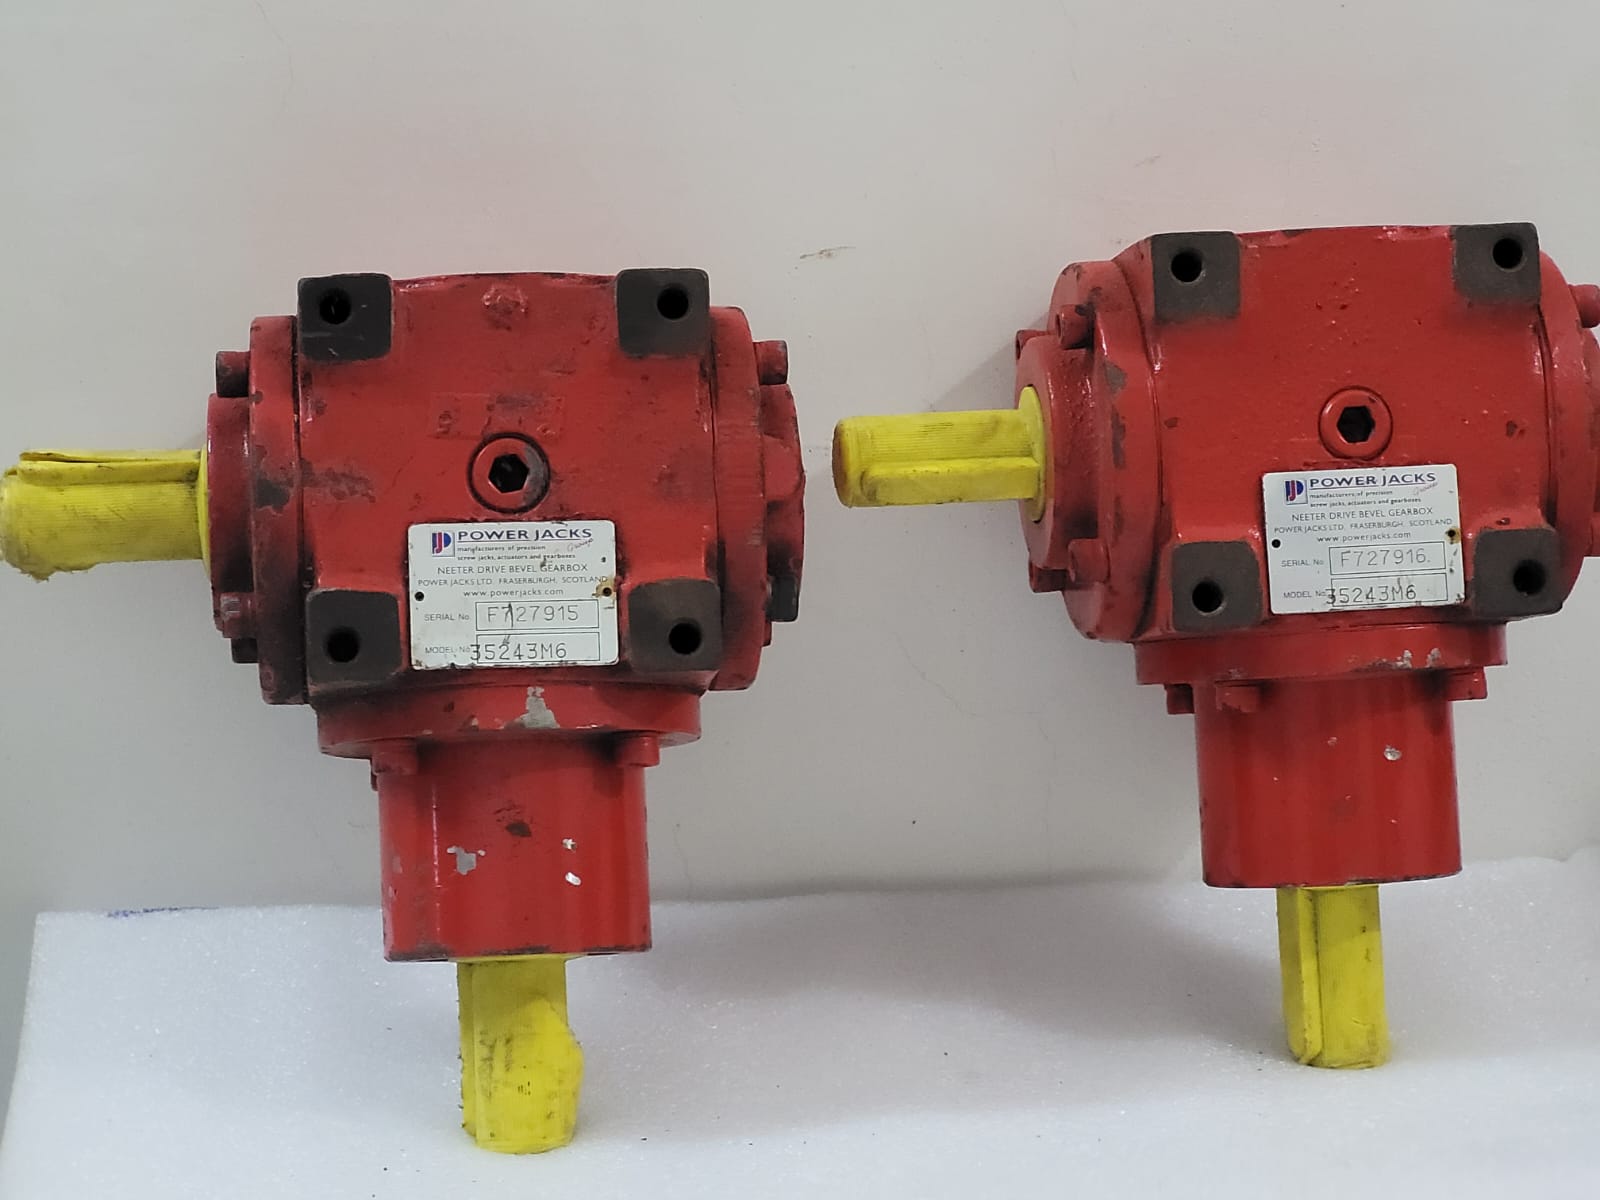 POWER JACKS
Group
manufacturers of precision
screw jacks, actuators and gearboxes
NEETER DRIVE BEVEL GEARBOX
POWER JACKS LTD. FRASERBURGH, SCOTLAND
www.powerjacks.com
SERIAL No. F727915
MODEL No. 35243M6
POWER JACKS
Group
manufacturers of precision
screw jacks, actuators and gearboxes
NEETER DRIVE BEVEL GEARBOX
POWER JACKS LTD. FRASERBURGH, SCOTLAND
www.powerjacks.com
SERIAL No. F727916.
MODEL No. 35243M6